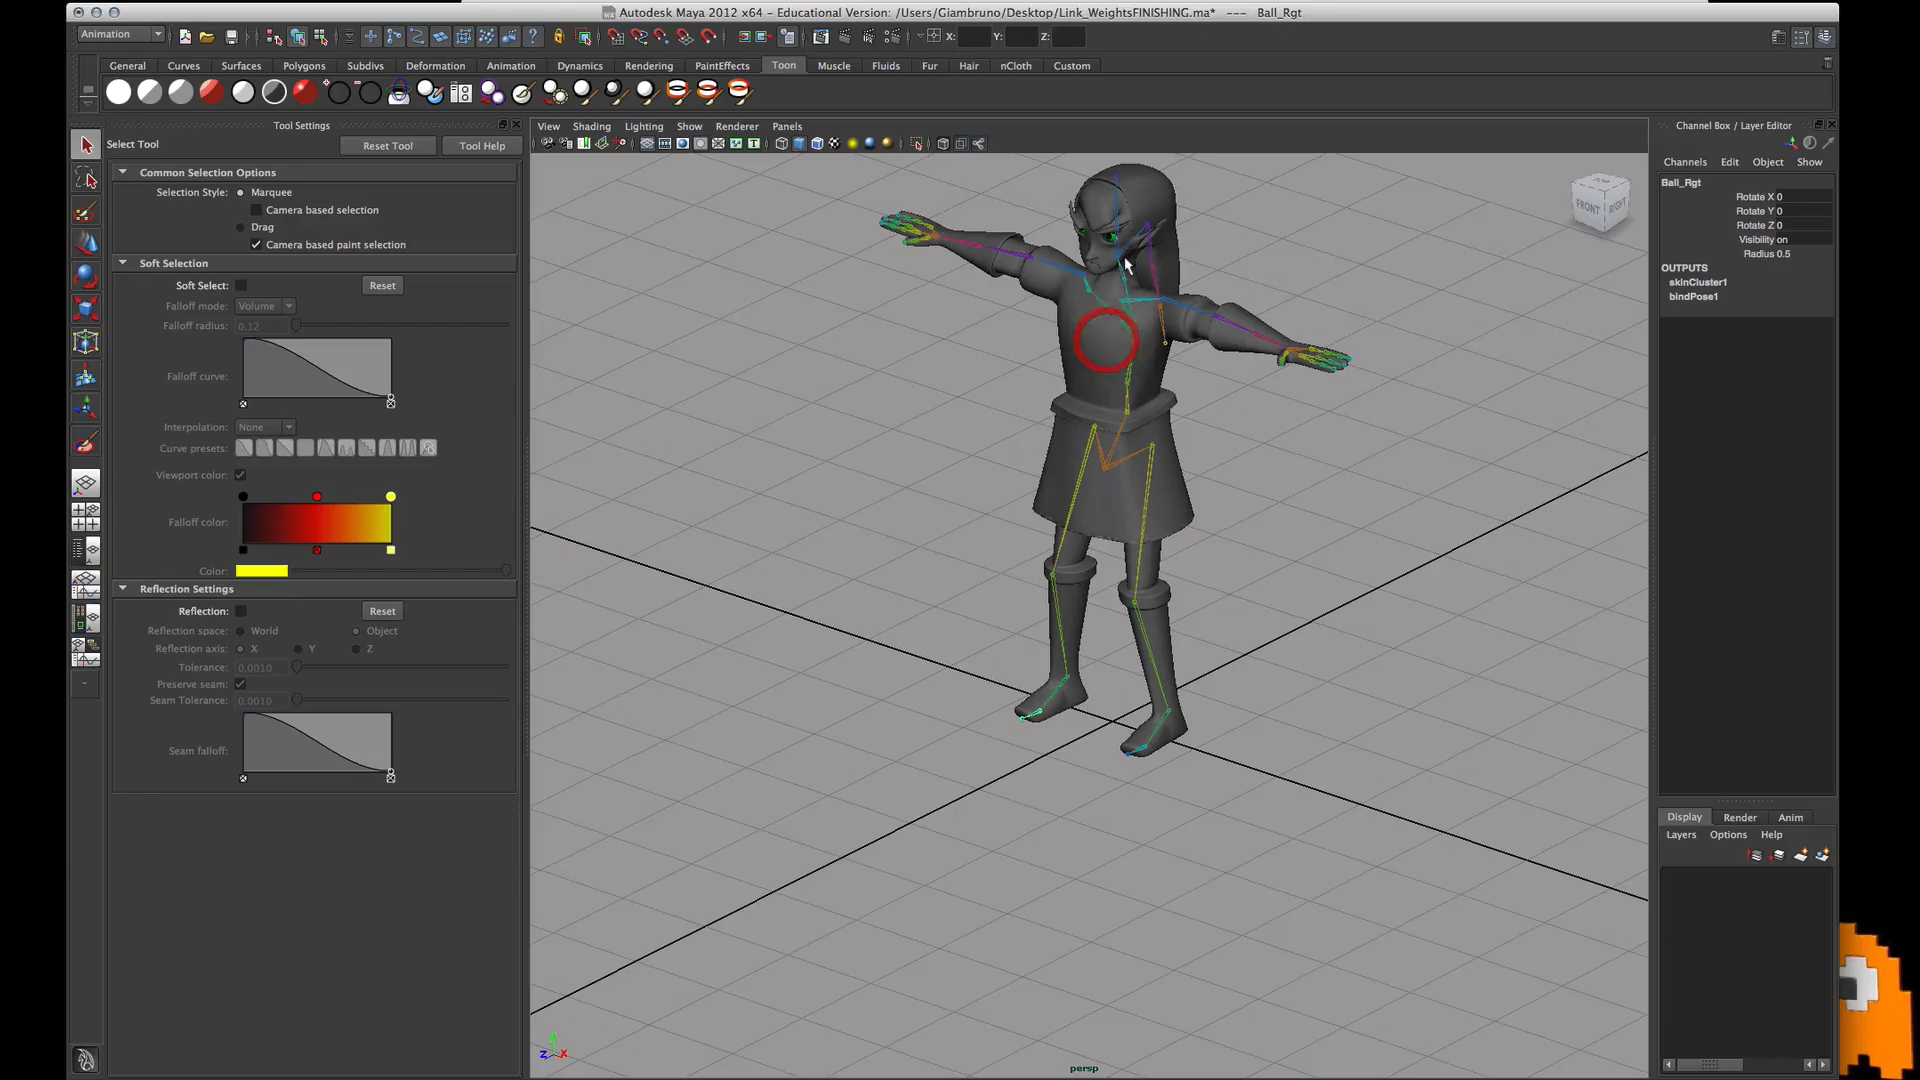 Autodesk Maya 2012 x64 – Educational Version: /Users/Giambruno/Desktop/Link_WeightsFINISHING.ma* --- Ball_Rgt
Animation X: Y: Z:
General Curves Surfaces Polygons Subdivs Deformation Animation Dynamics Rendering PaintEffects Toon Muscle Fluids Fur Hair nCloth Custom
Tool Settings
Select Tool Reset Tool Tool Help
Common Selection Options
Selection Style: Marquee
Camera based selection
Drag
Camera based paint selection
Soft Selection
Soft Select: Reset
Falloff mode: Volume
Falloff radius: 0.12
Falloff curve:
Interpolation: None
Curve presets:
Viewport color:
Falloff color:
Color:
Reflection Settings
Reflection: Reset
Reflection space: World Object
Reflection axis: X Y Z
Tolerance: 0.0010
Preserve seam:
Seam Tolerance: 0.0010
Seam falloff:
View Shading Lighting Show Renderer Panels
FRONT RIGHT
Y
Z X
persp
Channel Box / Layer Editor
Channels Edit Object Show
Ball_Rgt
Rotate X 0
Rotate Y 0
Rotate Z 0
Visibility on
Radius 0.5
OUTPUTS
skinCluster1
bindPose1
Display Render Anim
Layers Options Help